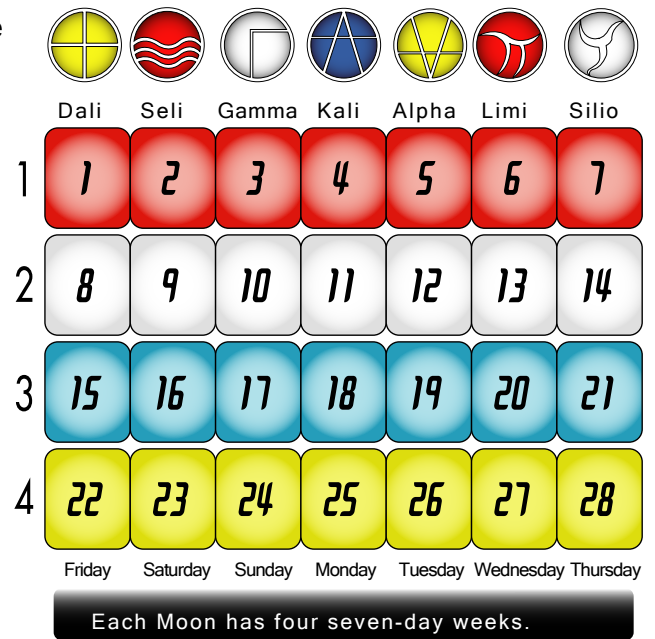 e
Dali Seli Gamma Kali Alpha Limi Silio
1 1 2 3 4 5 6 7
2 8 9 10 11 12 13 14
3 15 16 17 18 19 20 21
4 22 23 24 25 26 27 28
Friday Saturday Sunday Monday Tuesday Wednesday Thursday
Each Moon has four seven-day weeks.